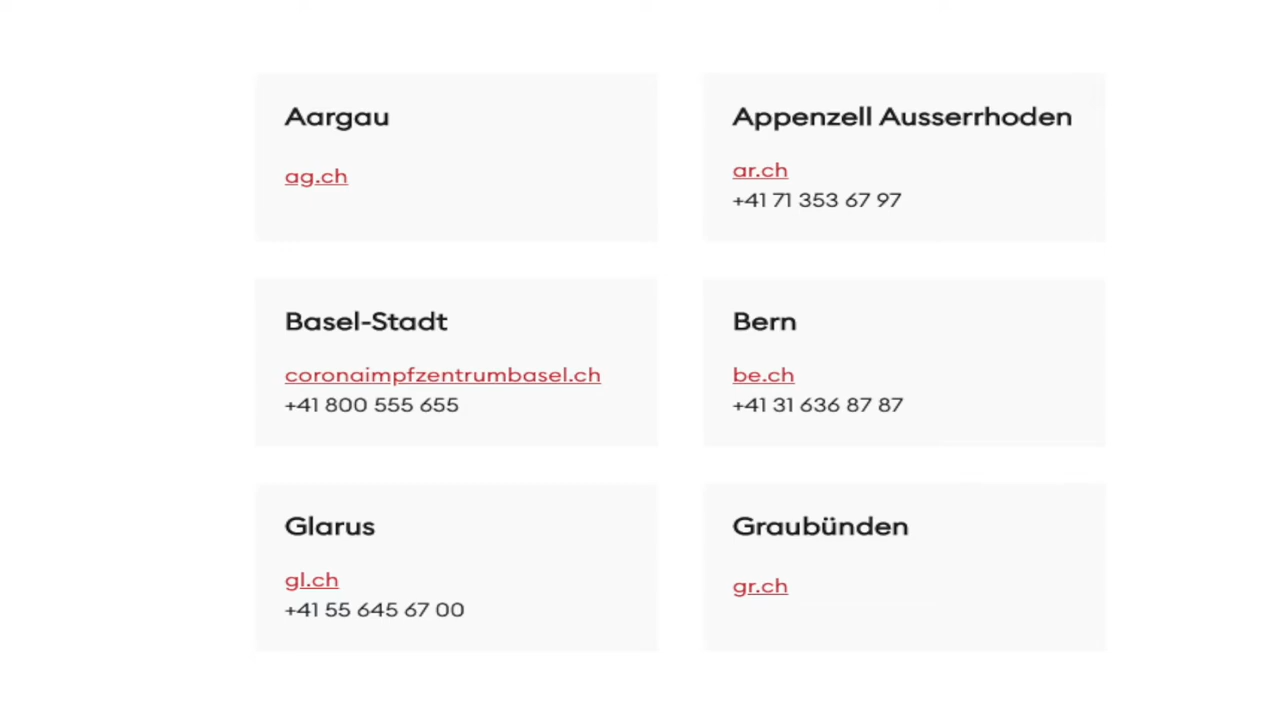 Aargau
ag.ch
Appenzell Ausserrhoden
ar.ch
+41 71 353 67 97
Basel-Stadt
coronaimpfzentrumbasel.ch
+41 800 555 655
Bern
be.ch
+41 31 636 87 87
Glarus
gl.ch
+41 55 645 67 00
Graubünden
gr.ch